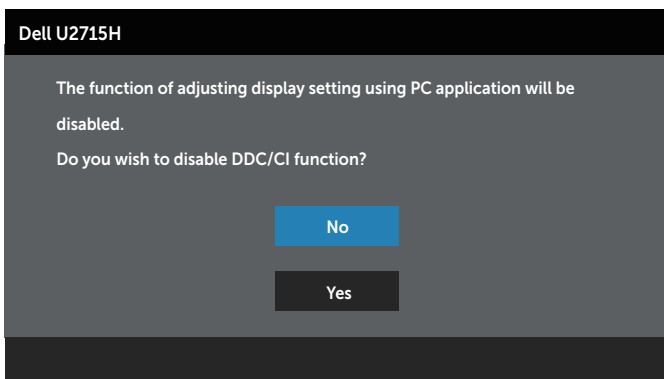 Dell U2715H
The function of adjusting display setting using PC application will be
disabled.
Do you wish to disable DDC/CI function?
No
Yes